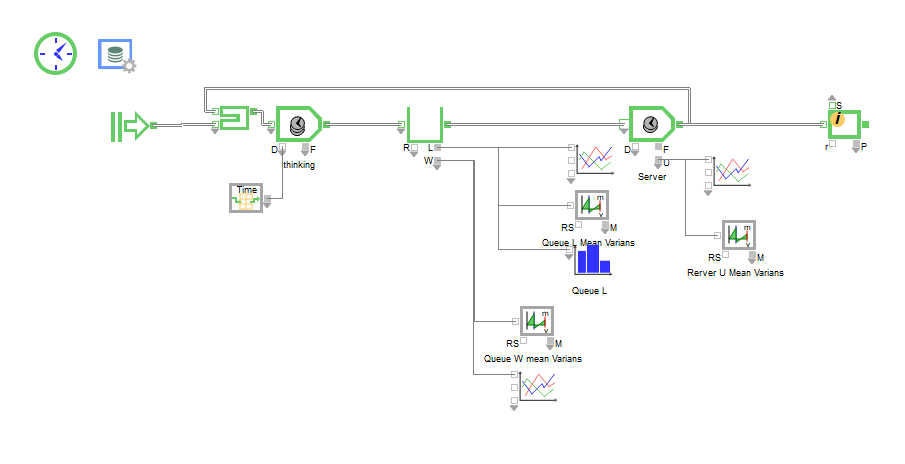 S
i
r
P
D
F
thinking
R
L
W
D
F
U
Server
Time
m
v
RS
M
Queue L Mean Varians
m
v
RS
M
Rerver U Mean Varians
Queue L
m
v
RS
M
Queue W mean Varians